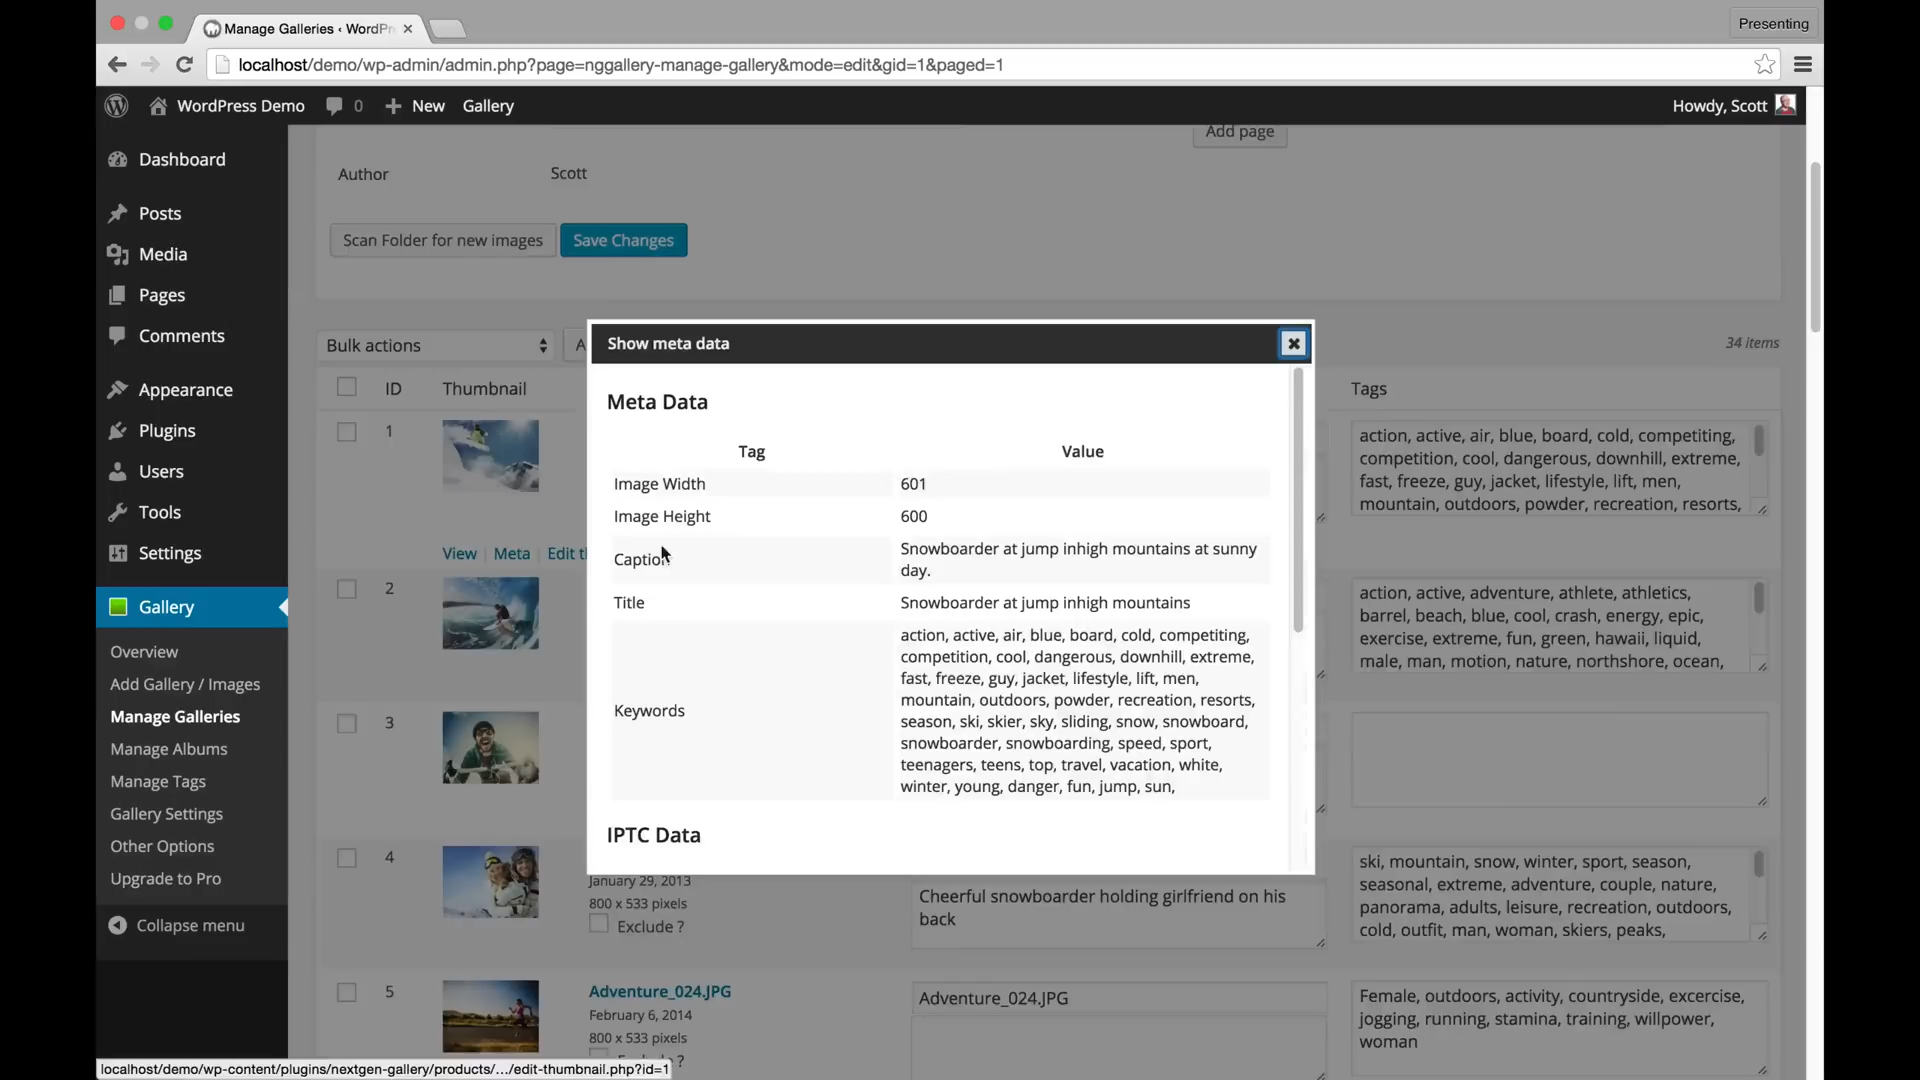 Manage Galleries ‹ WordPr
Presenting
localhost/demo/wp-admin/admin.php?page=nggallery-manage-gallery&mode=edit&gid=1&paged=1
WordPress Demo 0 New Gallery Howdy, Scott
Dashboard
Posts
Media
Pages
Comments
Appearance
Plugins
Users
Tools
Settings
Gallery
Overview
Add Gallery / Images
Manage Galleries
Manage Albums
Manage Tags
Gallery Settings
Other Options
Upgrade to Pro
Collapse menu
Add page
Author Scott
Scan Folder for new images Save Changes
Bulk actions
34 items
ID Thumbnail Tags
1
View | Meta | Edit th
action, active, air, blue, board, cold, competing,
competition, cool, dangerous, downhill, extreme,
fast, freeze, guy, jacket, lifestyle, lift, men,
mountain, outdoors, powder, recreation, resorts,
2
action, active, adventure, athlete, athletics,
barrel, beach, blue, cool, crash, energy, epic,
exercise, extreme, fun, green, hawaii, liquid,
male, man, motion, nature, northshore, ocean,
3
4
January 29, 2013
800 x 533 pixels
Exclude ?
Cheerful snowboarder holding girlfriend on his
back
ski, mountain, snow, winter, sport, season,
seasonal, extreme, adventure, couple, nature,
panorama, adults, leisure, recreation, outdoors,
cold, outfit, man, woman, skiers, peaks,
5
Adventure_024.JPG
February 6, 2014
800 x 533 pixels
Adventure_024.JPG
Female, outdoors, activity, countryside, excercise,
jogging, running, stamina, training, willpower,
woman
Show meta data
Meta Data
Tag Value
Image Width 601
Image Height 600
Caption Snowboarder at jump inhigh mountains at sunny
day.
Title Snowboarder at jump inhigh mountains
Keywords
action, active, air, blue, board, cold, competing,
competition, cool, dangerous, downhill, extreme,
fast, freeze, guy, jacket, lifestyle, lift, men,
mountain, outdoors, powder, recreation, resorts,
season, ski, skier, sky, sliding, snow, snowboard,
snowboarder, snowboarding, speed, sport,
teenagers, teens, top, travel, vacation, white,
winter, young, danger, fun, jump, sun,
IPTC Data
localhost/demo/wp-content/plugins/nextgen-gallery/products/.../edit-thumbnail.php?id=1